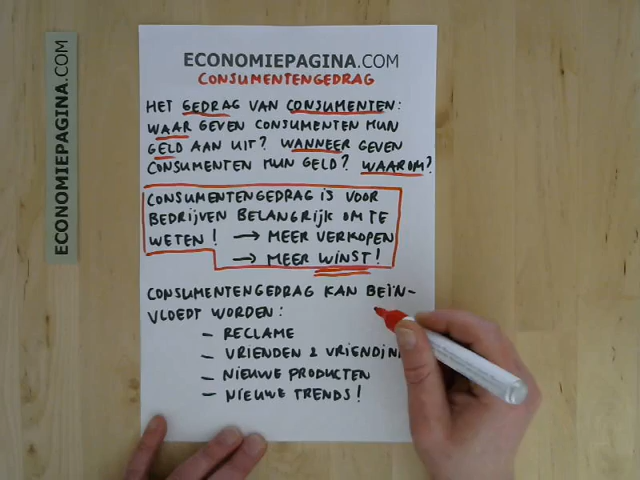 ECONOMIEPAGINA.COM
ECONOMIEPAGINA.COM
CONSUMENTENGEDRAG
HET GEDRAG VAN CONSUMENTEN:
WAAR GEVEN CONSUMENTEN HUN
GELD AAN UIT? WANNEER GEVEN
CONSUMENTEN HUN GELD? WAAROM?
CONSUMENTENGEDRAG IS VOOR
BEDRIJVEN BELANGRIJK OM TE
WETEN! → MEER VERKOPEN
→ MEER WINST!
CONSUMENTENGEDRAG KAN BEÏN-
VLOEDT WORDEN:
- RECLAME
- VRIENDEN & 
- NIEUWE PRODUCTEN
- NIEUWE TRENDS!